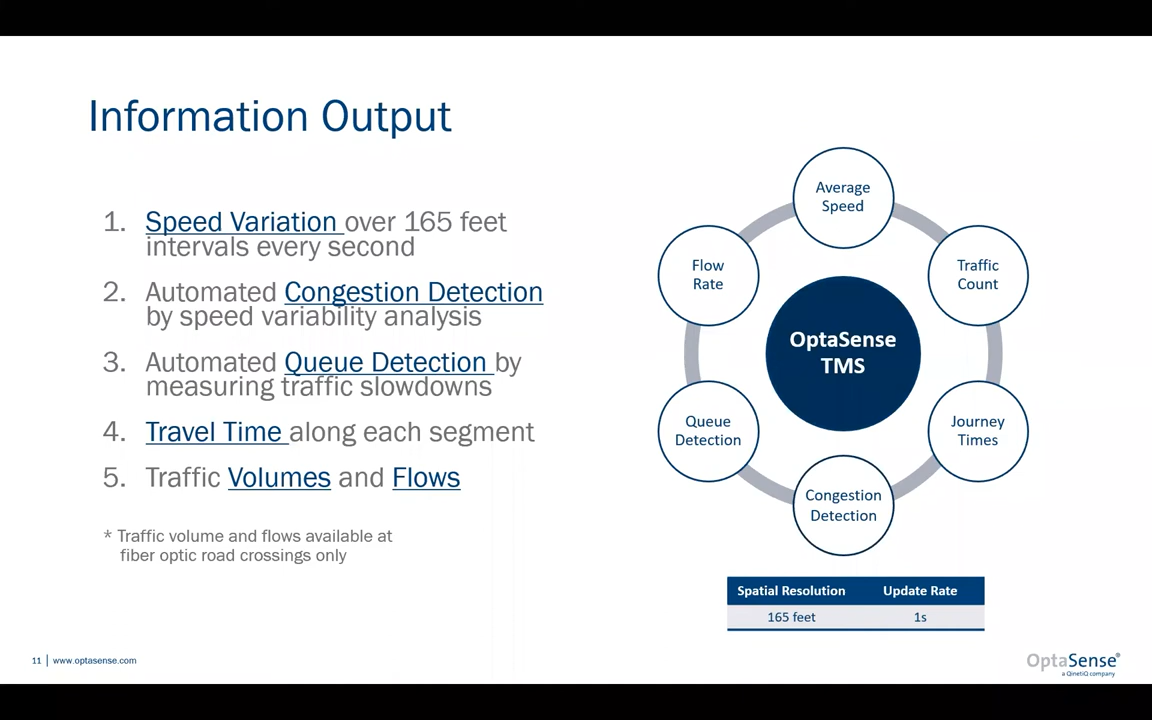 Information Output
1. Speed Variation over 165 feet
intervals every second
2. Automated Congestion Detection
by speed variability analysis
3. Automated Queue Detection by
measuring traffic slowdowns
4. Travel Time along each segment
5. Traffic Volumes and Flows
* Traffic volume and flows available at
fiber optic road crossings only
Average
Speed
Traffic
Count
Journey
Times
Congestion
Detection
Queue
Detection
Flow
Rate
OptaSense
TMS
Spatial Resolution Update Rate
165 feet 1s
11 | www.optasense.com
OptaSense®
a QinetiQ company